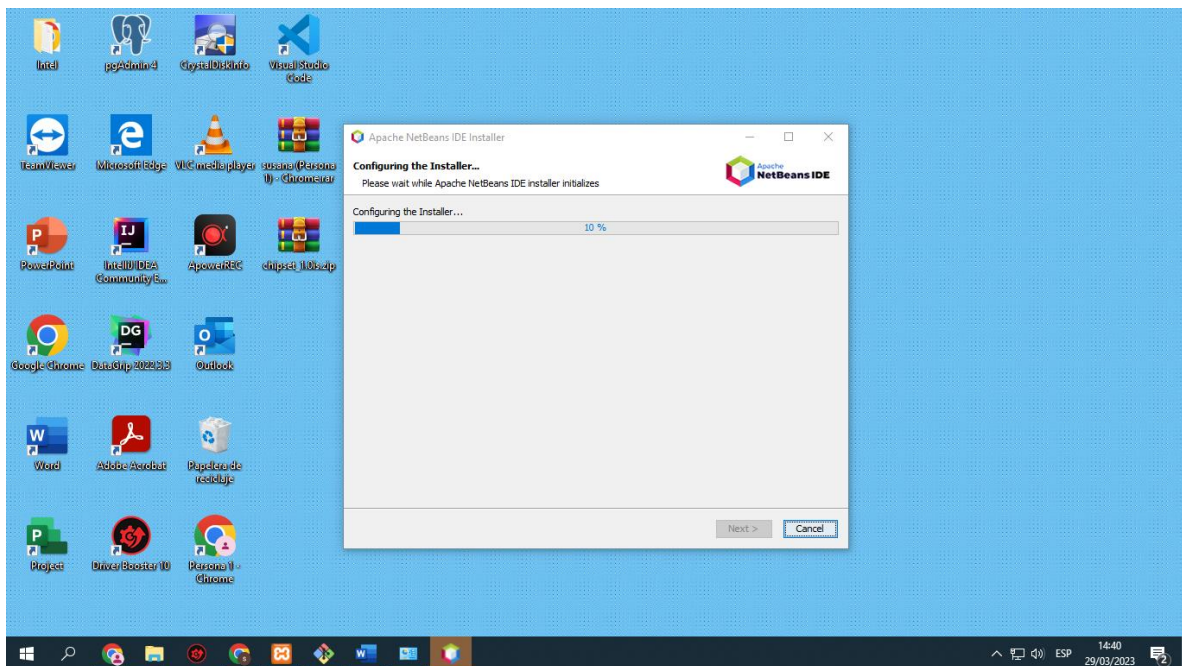 Intel
pgAdmin 4
CrystalDiskInfo
Visual Studio
Code
TeamViewer
Microsoft Edge
VLC media player
susana (Persona
1) - Chrome.rar
PowerPoint
IntelliJ IDEA
Community E...
ApowerREC
chipset_10is.zip
Google Chrome
DataGrip 2022.3.3
Outlook
Word
Adobe Acrobat
Papelera de
reciclaje
Project
Driver Booster 10
Persona 1 -
Chrome
Apache NetBeans IDE Installer
Configuring the Installer...
Please wait while Apache NetBeans IDE installer initializes
Apache
NetBeans IDE
Configuring the Installer...
10 %
Next >
Cancel
ESP
14:40
29/03/2023
2